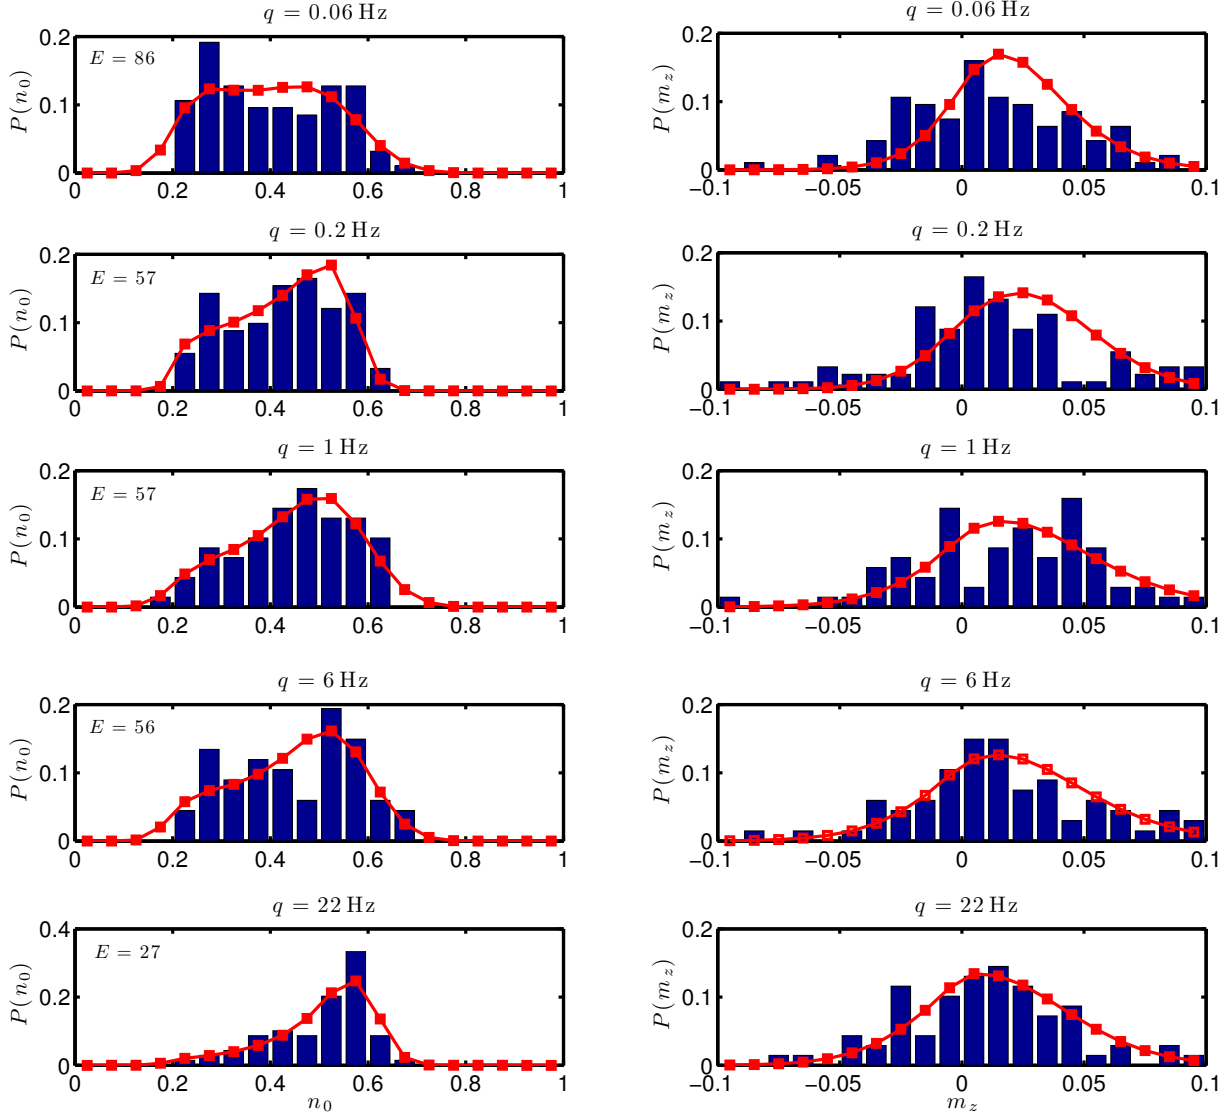 q = 0.06 Hz
P(n₀)
E = 86
0.2
0.1
0
0 0.2 0.4 0.6 0.8 1
q = 0.06 Hz
P(m_z)
0.2
0.1
0
−0.1 −0.05 0 0.05 0.1
q = 0.2 Hz
P(n₀)
E = 57
0.2
0.1
0
0 0.2 0.4 0.6 0.8 1
q = 0.2 Hz
P(m_z)
0.2
0.1
0
−0.1 −0.05 0 0.05 0.1
q = 1 Hz
P(n₀)
E = 57
0.2
0.1
0
0 0.2 0.4 0.6 0.8 1
q = 1 Hz
P(m_z)
0.2
0.1
0
−0.1 −0.05 0 0.05 0.1
q = 6 Hz
P(n₀)
E = 56
0.2
0.1
0
0 0.2 0.4 0.6 0.8 1
q = 6 Hz
P(m_z)
0.2
0.1
0
−0.1 −0.05 0 0.05 0.1
q = 22 Hz
P(n₀)
E = 27
0.4
0.2
0
0 0.2 0.4 0.6 0.8 1
n₀
q = 22 Hz
P(m_z)
0.2
0.1
0
−0.1 −0.05 0 0.05 0.1
m_z